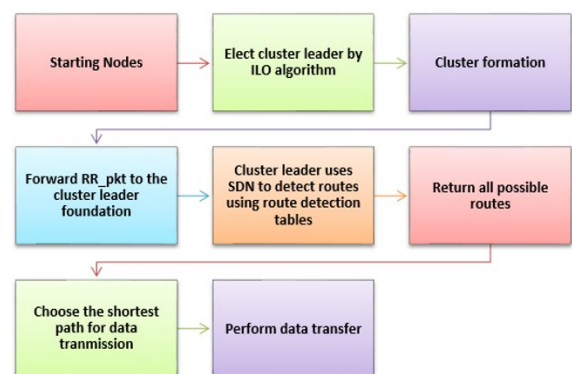 Starting Nodes
Elect cluster leader by
ILO algorithm
Cluster formation
Forward RR_pkt to the
cluster leader
foundation
Cluster leader uses
SDN to detect routes
using route detection
tables
Return all possible
routes
Choose the shortest
path for data
tranmission
Perform data transfer